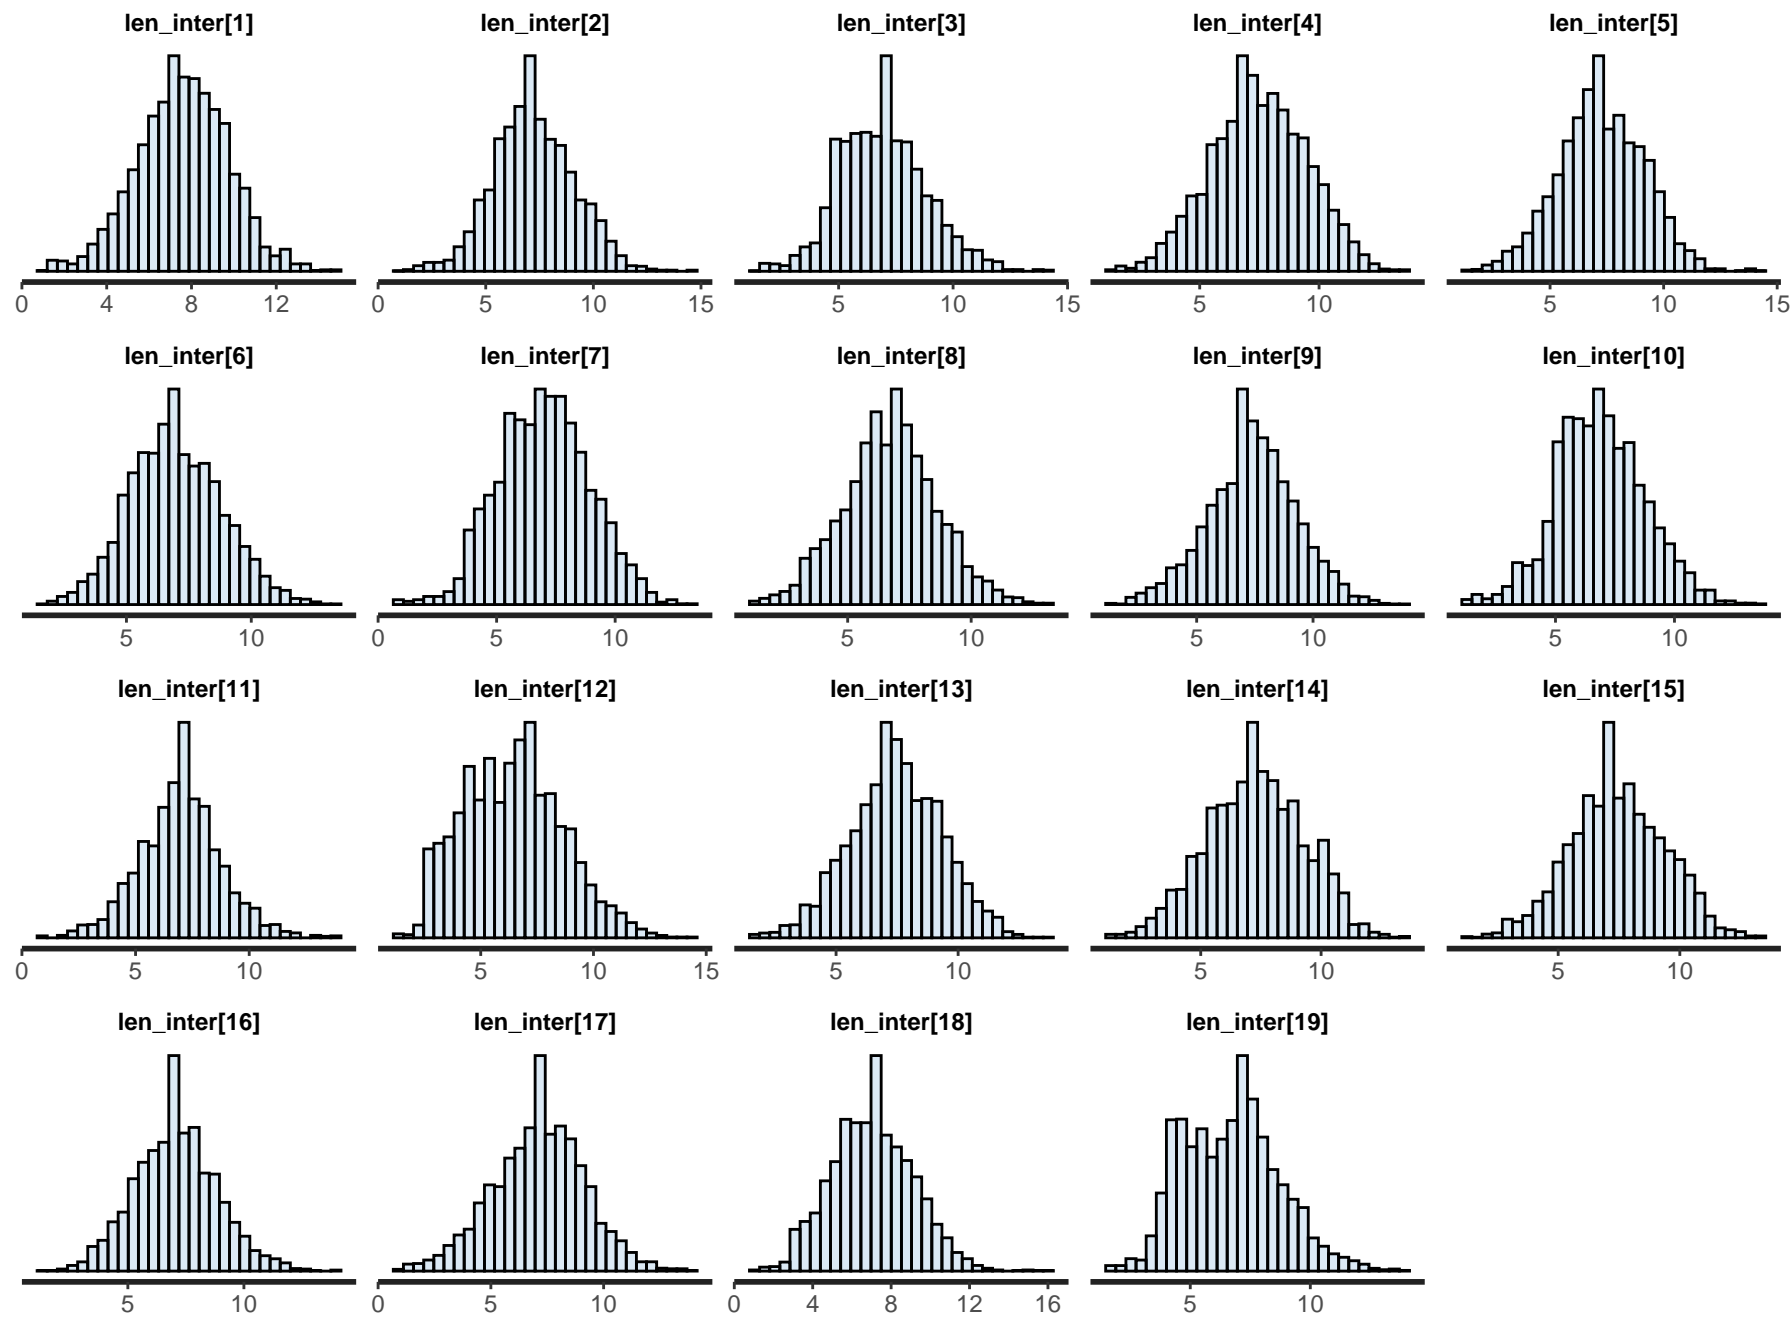 len_inter[1] len_inter[2] len_inter[3] len_inter[4] len_inter[5]
0 4 8 12 0 5 10 15 5 10 15 5 10 5 10 15
len_inter[6] len_inter[7] len_inter[8] len_inter[9] len_inter[10]
5 10 0 5 10 5 10 5 10 5 10
len_inter[11] len_inter[12] len_inter[13] len_inter[14] len_inter[15]
0 5 10 5 10 15 5 10 5 10 5 10
len_inter[16] len_inter[17] len_inter[18] len_inter[19]
5 10 0 5 10 0 4 8 12 16 5 10